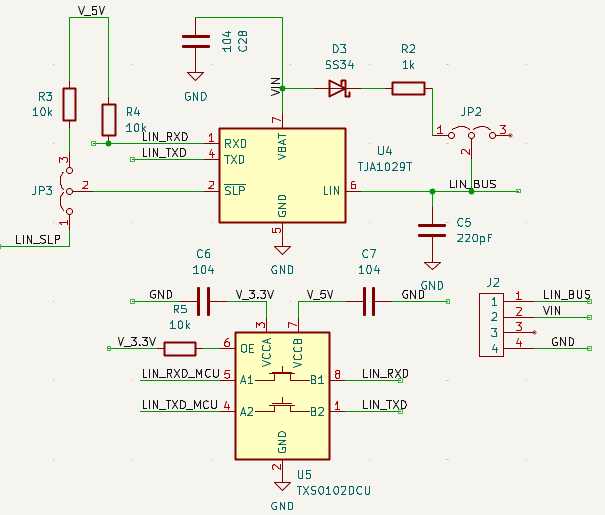 V_5V
104
C28
GND
VIN
D3
SS34
R2
1k
R3
10k
R4
10k
JP2
1
3
2
LIN_RXD
LIN_TXD
1
4
2
7
6
5
RXD
TXD
SLP
VBAT
LIN
GND
U4
TJA1029T
LIN_BUS
JP3
3
2
1
LIN_SLP
GND
C5
220pF
GND
C6
104
C7
104
GND
V_3.3V
V_5V
GND
R5
10k
V_3.3V
3
7
6
5
4
8
1
2
OE
VCCA
VCCB
A1
B1
A2
B2
GND
LIN_RXD_MCU
LIN_RXD
LIN_TXD_MCU
LIN_TXD
U5
TXS0102DCU
GND
J2
1
1
LIN_BUS
2
2
VIN
3
3
4
4
GND